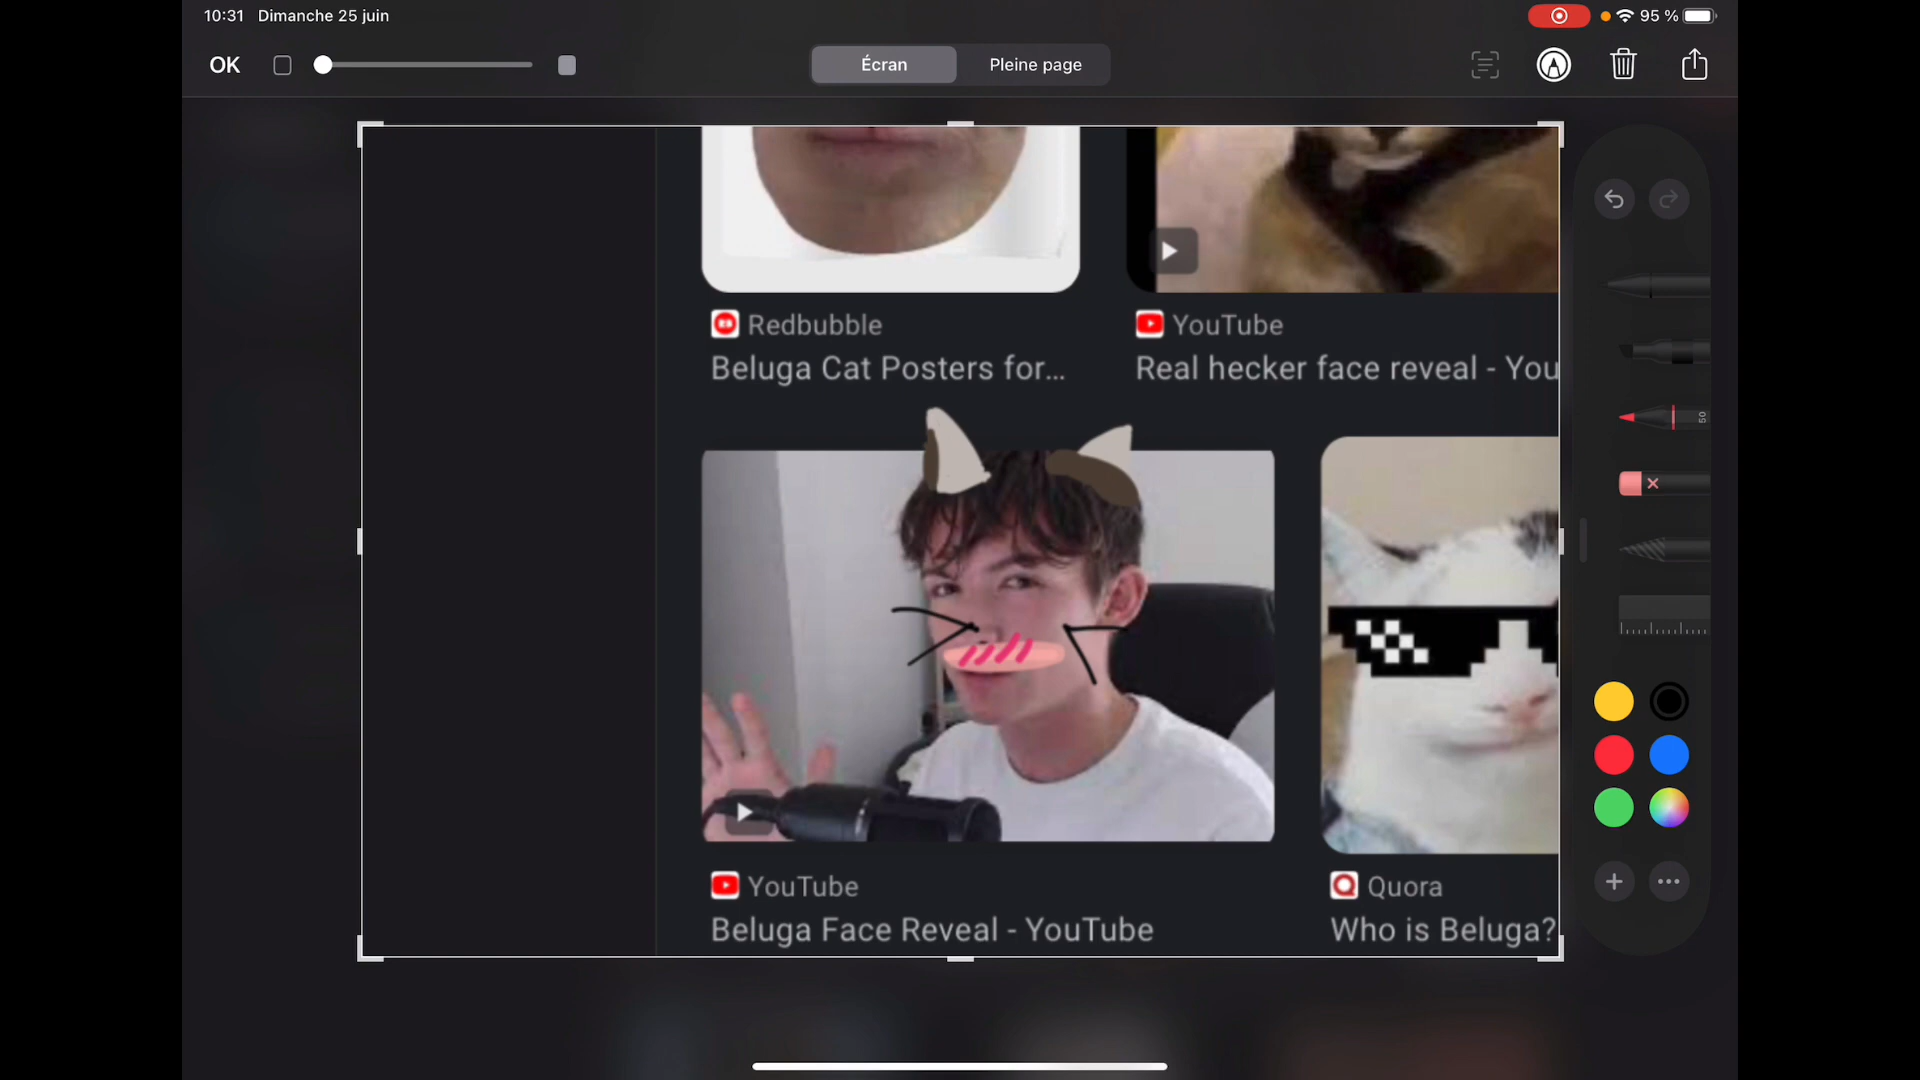 10:31 Dimanche 25 juin
95 %
OK
Écran
Pleine page
Redbubble
Beluga Cat Posters for...
YouTube
Real hecker face reveal - You
50
YouTube
Beluga Face Reveal - YouTube
Quora
Who is Beluga?